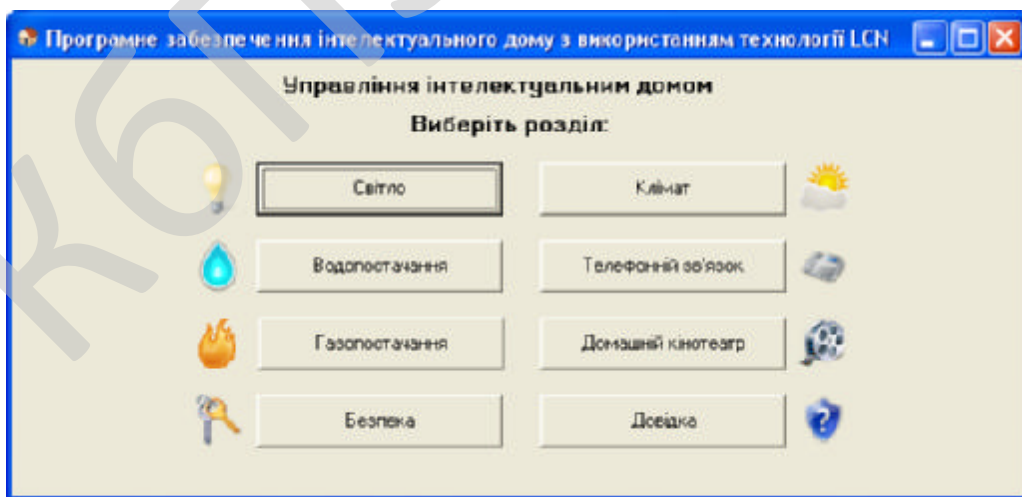 Програмне забезпечення інтелектуального дому з використанням технології LCN
Управління інтелектуальним домом
Виберіть розділ:
Світло
Клімат
Водопостачання
Телефонній зв'язок
Газопостачання
Домашній кінотеатр
Безпека
Довідка